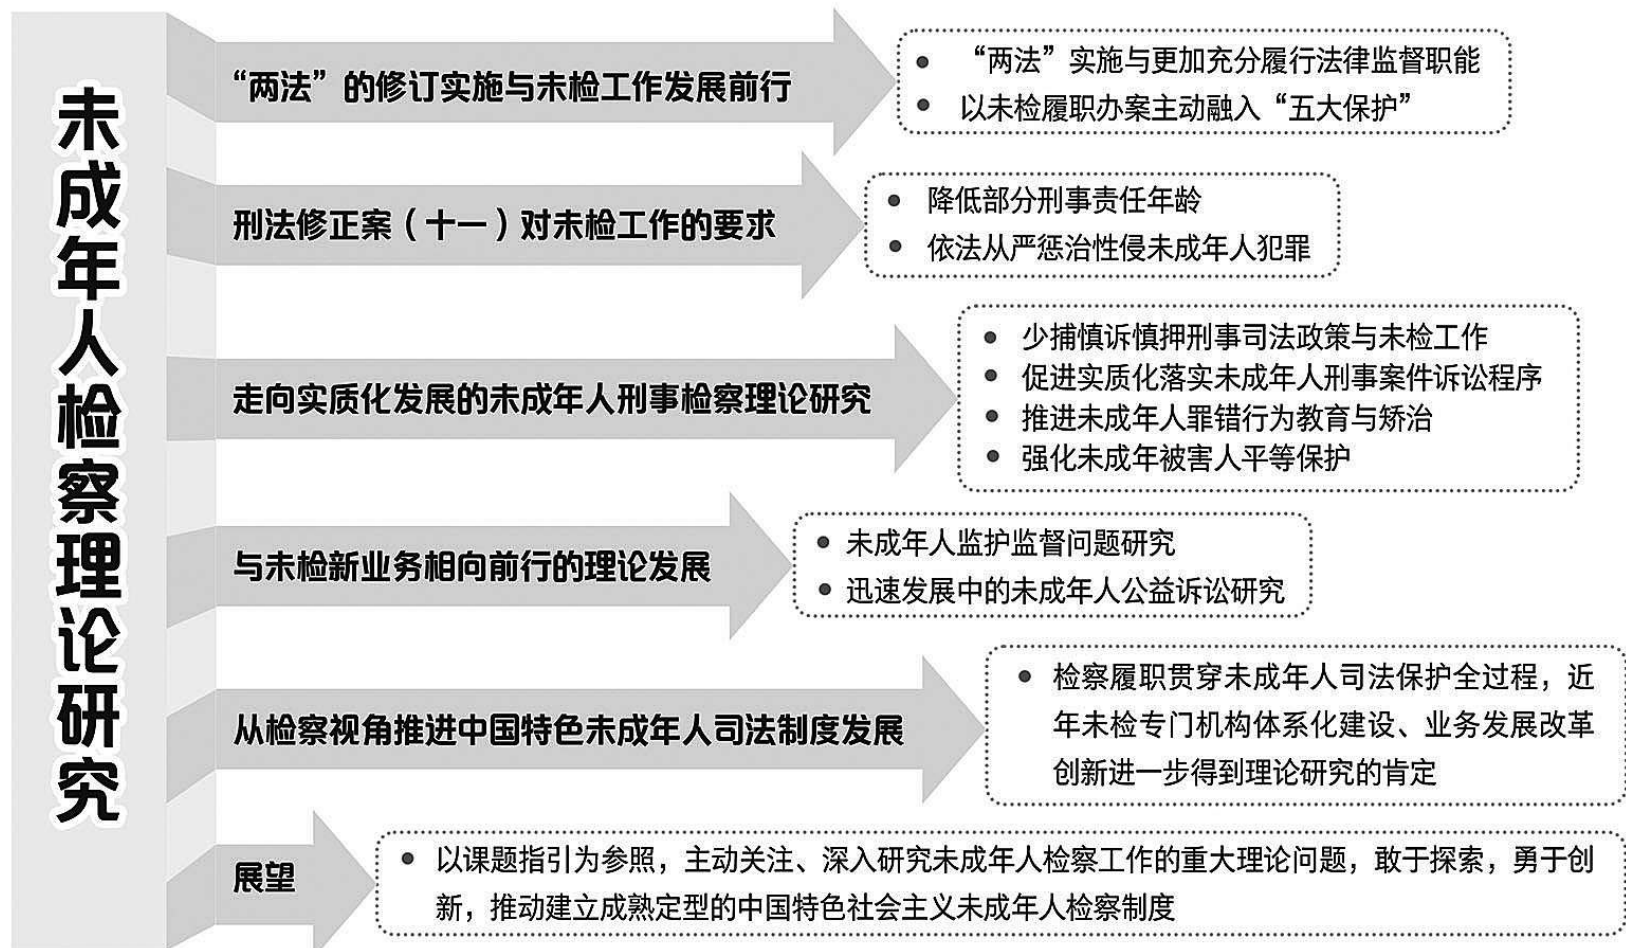 未成年人检察理论研究
“两法”的修订实施与未检工作发展前行
“两法”实施与更加充分履行法律监督职能
以未检履职办案主动融入“五大保护”
刑法修正案（十一）对未检工作的要求
降低部分刑事责任年龄
依法从严惩治性侵未成年人犯罪
走向实质化发展的未成年人刑事检察理论研究
少捕慎诉慎押刑事司法政策与未检工作
促进实质化落实未成年人刑事案件诉讼程序
推进未成年人罪错行为教育与矫治
强化未成年被害人平等保护
与未检新业务相向前行的理论发展
未成年人监护监督问题研究
迅速发展中的未成年人公益诉讼研究
从检察视角推进中国特色未成年人司法制度发展
检察履职贯穿未成年人司法保护全过程，近
年未检专门机构体系化建设、业务发展改革
创新进一步得到理论研究的肯定
展望
以课题指引为参照，主动关注、深入研究未成年人检察工作的重大理论问题，敢于探索，勇于创
新，推动建立成熟定型的中国特色社会主义未成年人检察制度